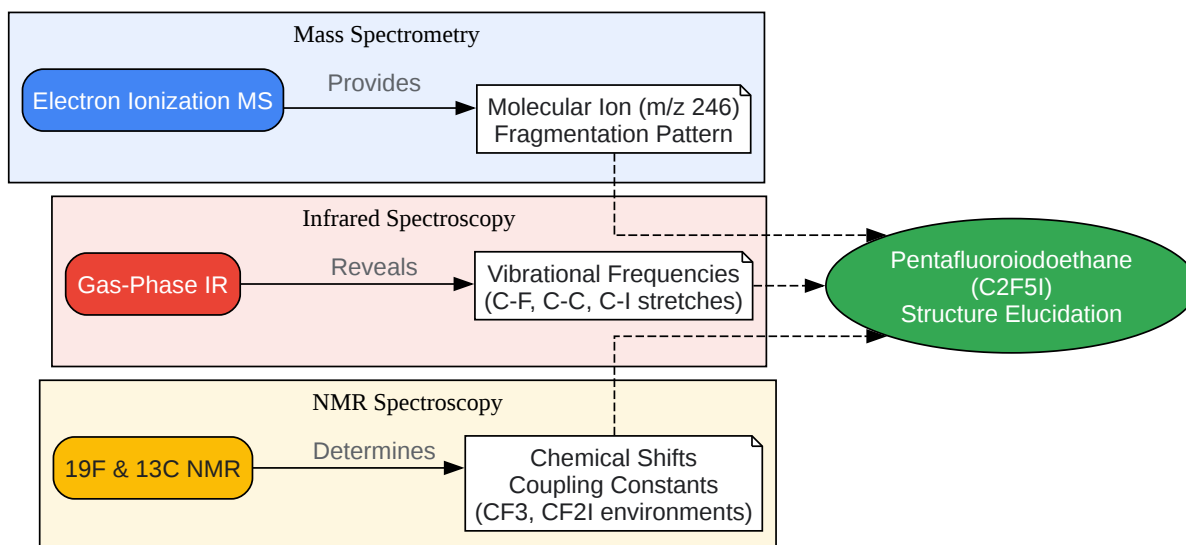 Mass Spectrometry
Electron Ionization MS
Provides
Molecular Ion (m/z 246)
Fragmentation Pattern
Infrared Spectroscopy
Gas-Phase IR
Reveals
Vibrational Frequencies
(C-F, C-C, C-I stretches)
Pentafluoroiodoethane
(C2F5I)
Structure Elucidation
NMR Spectroscopy
19F & 13C NMR
Determines
Chemical Shifts
Coupling Constants
(CF3, CF2I environments)